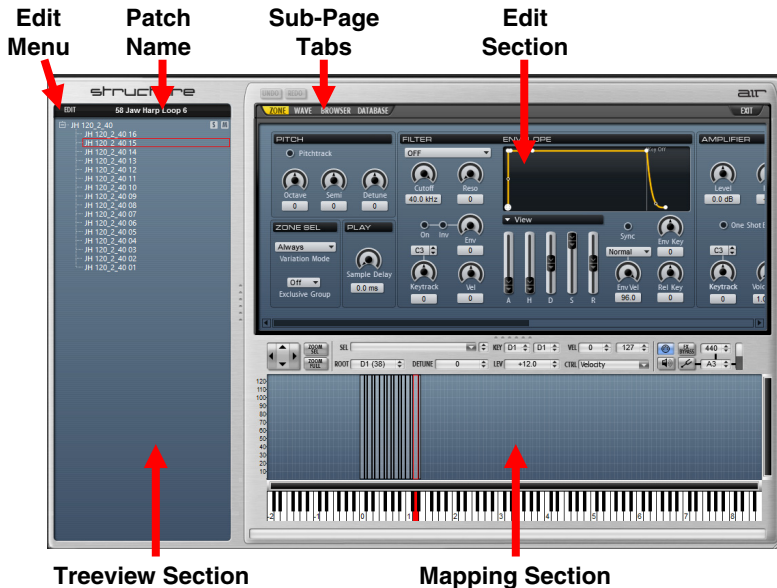 Edit Menu
Patch Name
Sub-Page Tabs
Edit Section
structure
UNDO REDO
air
EDIT 58 Jaw Harp Loop 6
ZONE WAVE BROWSER DATABASE
EXIT
JH 120_2_40 S M
JH 120_2_40 16
JH 120_2_40 15
JH 120_2_40 14
JH 120_2_40 13
JH 120_2_40 12
JH 120_2_40 11
JH 120_2_40 10
JH 120_2_40 09
JH 120_2_40 08
JH 120_2_40 07
JH 120_2_40 06
JH 120_2_40 05
JH 120_2_40 04
JH 120_2_40 03
JH 120_2_40 02
JH 120_2_40 01
PITCH
Pitchtrack
Octave Semi Detune
0 0 0
ZONE SEL
Always
Variation Mode
Off
Exclusive Group
PLAY
Sample Delay
0.0 ms
FILTER
OFF
Cutoff Reso
40.0 kHz 0
On Inv Env
0
C3
Keytrack Vel
0 0
ENVELOPE
Key Off
View
A H D S R
Sync
Normal
Env Key
0
Env Vel Rel Key
96.0 0
AMPLIFIER
Level
0.0 dB
One Shot
C3
Keytrack
0
ZOOM SEL
ZOOM FULL
SEL KEY D1 D1 VEL 0 127 FX BYPASS 440
ROOT D1 (38) DETUNE 0 LEV +12.0 CTRL Velocity A3
120
110
100
90
80
70
60
50
40
30
20
10
-2 -1 0 1 2 3 4 5 6 7 8
Treeview Section
Mapping Section